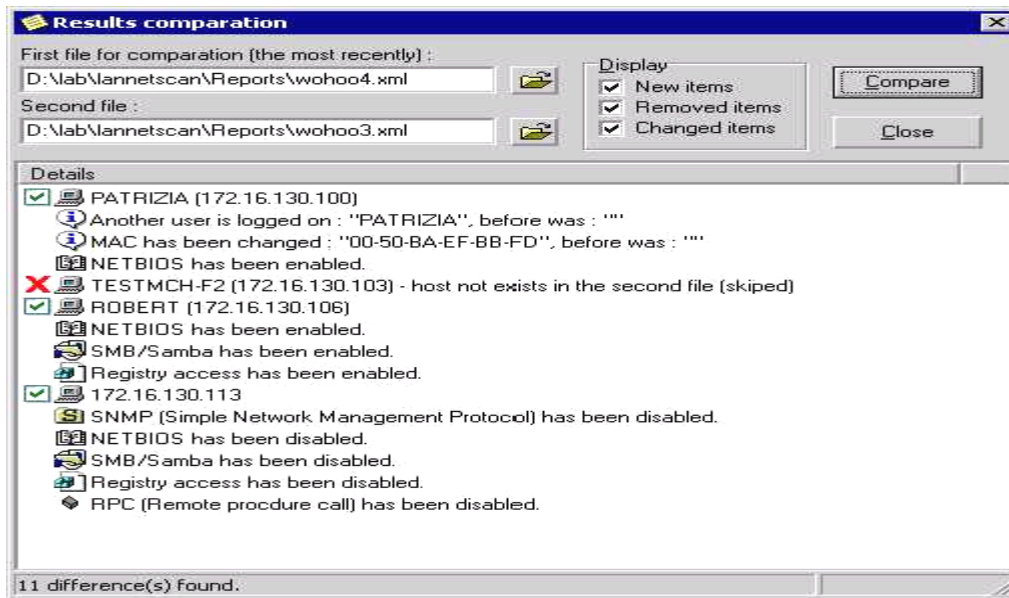 Results comparation
First file for comparation (the most recently) :
D:\lab\lannetscan\Reports\wohoo4.xml
Second file :
D:\lab\lannetscan\Reports\wohoo3.xml
Display
New items
Removed items
Changed items
Compare
Close
Details
PATRIZIA (172.16.130.100)
Another user is logged on : "PATRIZIA", before was : ""
MAC has been changed : "00-50-BA-EF-BB-FD", before was : ""
NETBIOS has been enabled.
TESTMCH-F2 (172.16.130.103) - host not exists in the second file (skiped)
ROBERT (172.16.130.106)
NETBIOS has been enabled.
SMB/Samba has been enabled.
Registry access has been enabled.
172.16.130.113
SNMP (Simple Network Management Protocol) has been disabled.
NETBIOS has been disabled.
SMB/Samba has been disabled.
Registry access has been disabled.
RPC (Remote procdure call) has been disabled.
11 difference(s) found.